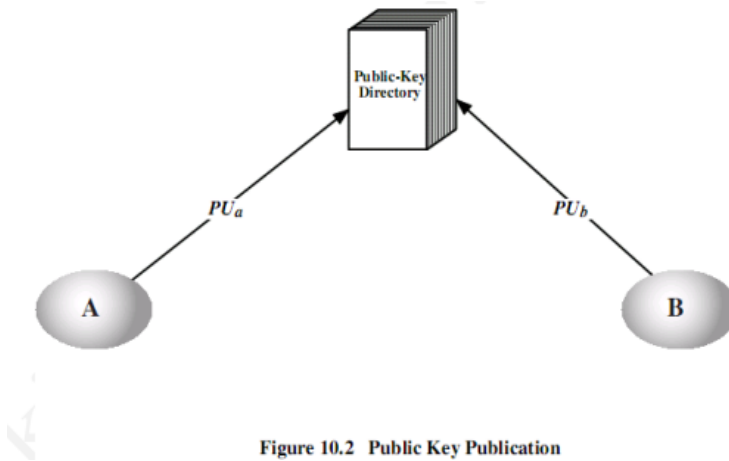 Public-Key
Directory
PUa
PUb
A
B
Figure 10.2 Public Key Publication